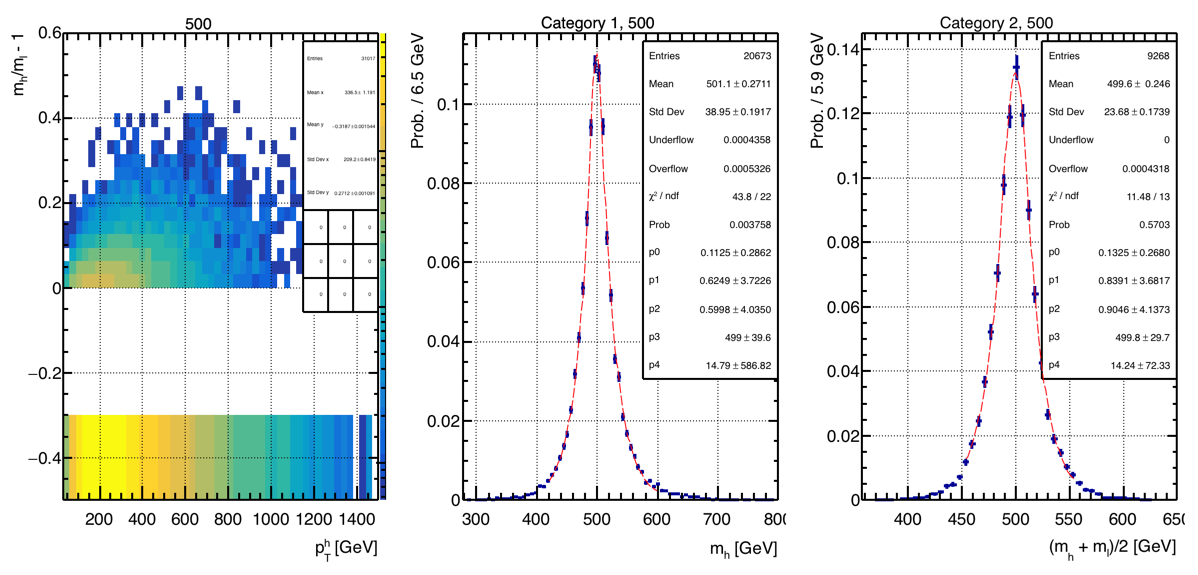 500
m_h/m_l - 1
0.6
0.4
0.2
0
−0.2
−0.4
200 400 600 800 1000 1200 1400
p_T^h [GeV]
Entries 31017
Mean x 336.5 ± 1.191
Mean y −0.3187 ± 0.001544
Std Dev x 209.2 ± 0.8419
Std Dev y 0.2712 ± 0.001091
0 0 0
0 0 0
0 0 0
Category 1, 500
Prob. / 6.5 GeV
0.1
0.08
0.06
0.04
0.02
0
300 400 500 600 700 800
m_h [GeV]
Entries 20673
Mean 501.1 ± 0.2711
Std Dev 38.95 ± 0.1917
Underflow 0.0004358
Overflow 0.0005326
χ² / ndf 43.8 / 22
Prob 0.003758
p0 0.1125 ± 0.2862
p1 0.6249 ± 3.7226
p2 0.5998 ± 4.0350
p3 499 ± 39.6
p4 14.79 ± 586.82
Category 2, 500
Prob. / 5.9 GeV
0.14
0.12
0.1
0.08
0.06
0.04
0.02
0
400 450 500 550 600 650
(m_h + m_l)/2 [GeV]
Entries 9268
Mean 499.6 ± 0.246
Std Dev 23.68 ± 0.1739
Underflow 0
Overflow 0.0004318
χ² / ndf 11.48 / 13
Prob 0.5703
p0 0.1325 ± 0.2680
p1 0.8391 ± 3.6817
p2 0.9046 ± 4.1373
p3 499.8 ± 29.7
p4 14.24 ± 72.33